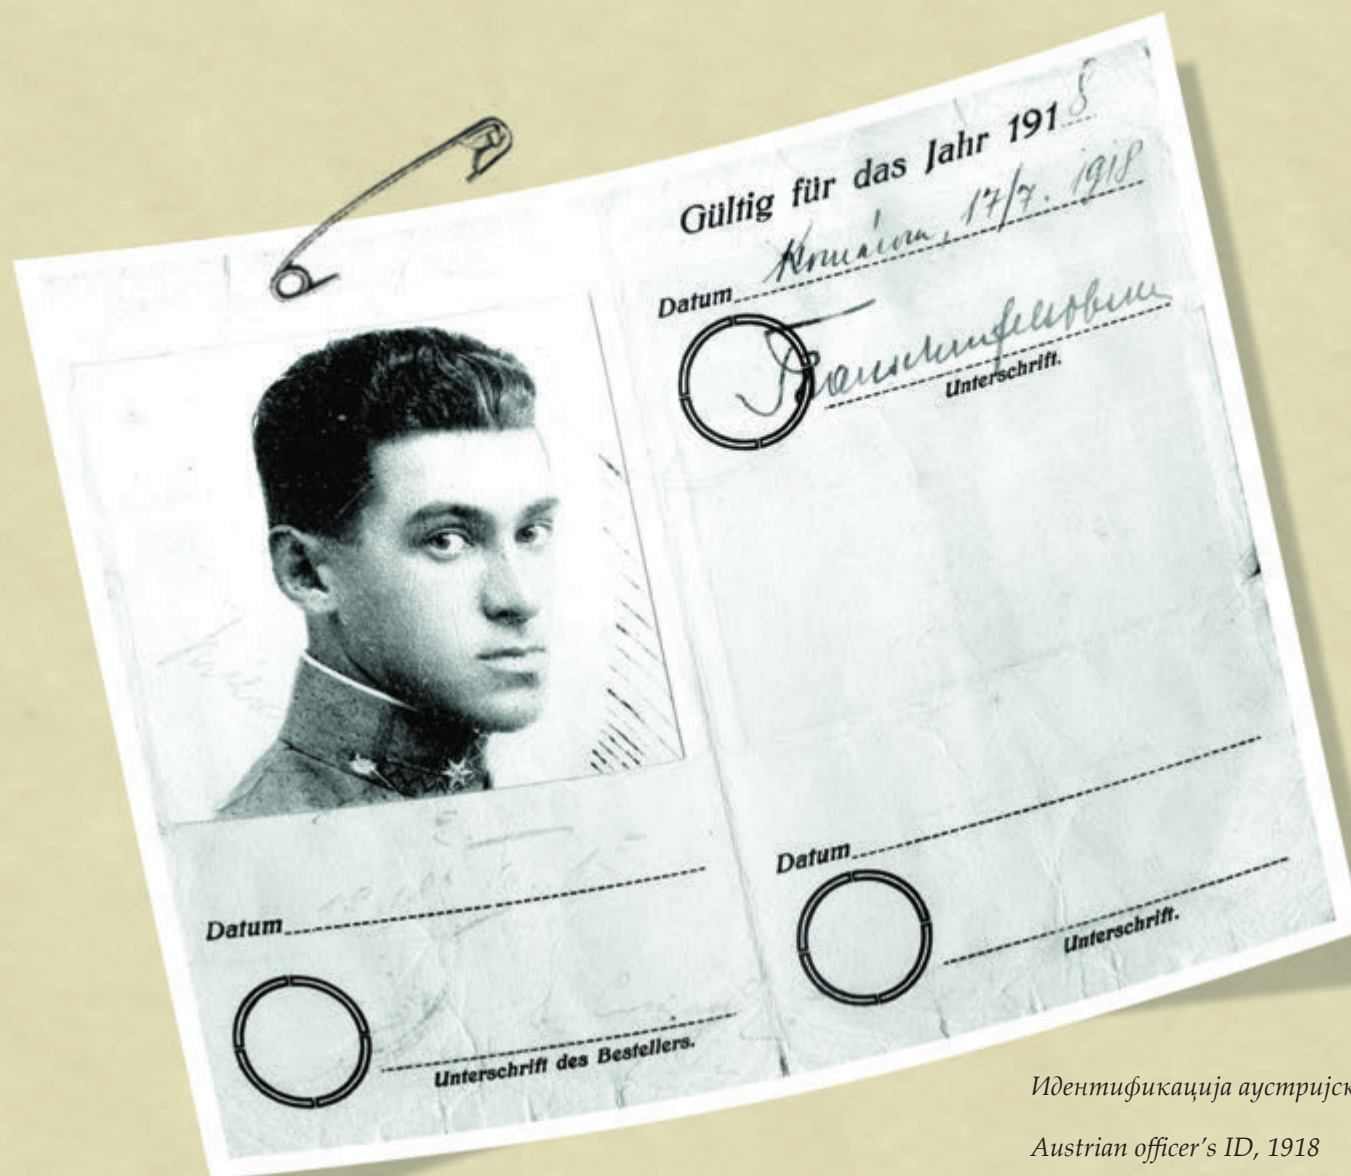 Gültig für das Jahr 1918
Datum Komárom, 17/7. 1918
Unterschrift.
Datum
Unterschrift.
Datum
Unterschrift des Bestellers.
Идентификација аустријск
Austrian officer's ID, 1918